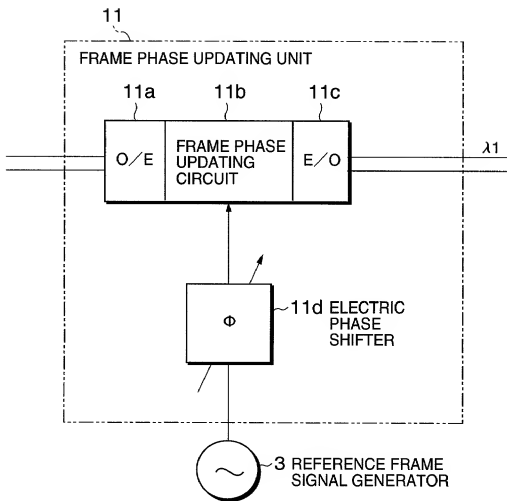 11
FRAME PHASE UPDATING UNIT
11a
11b
11c
O/E
FRAME PHASE
UPDATING
CIRCUIT
E/O
λ1
Φ
11d ELECTRIC
PHASE
SHIFTER
3 REFERENCE FRAME
SIGNAL GENERATOR